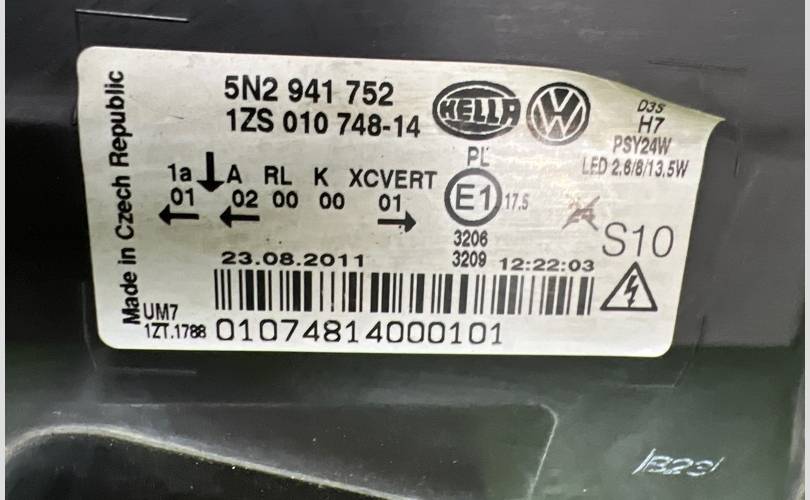 Made in Czech Republic
5N2 941 752
1ZS 010 748-14
HELLA
VW
D3S
H7
PSY24W
LED 2.6/8/13.5W
PL
E1 17.5
1a A RL K XCVERT
01 02 00 00 01
3206
3209
S10
23.08.2011
12:22:03
UM7
1ZT.1788
01074814000101
/B29/